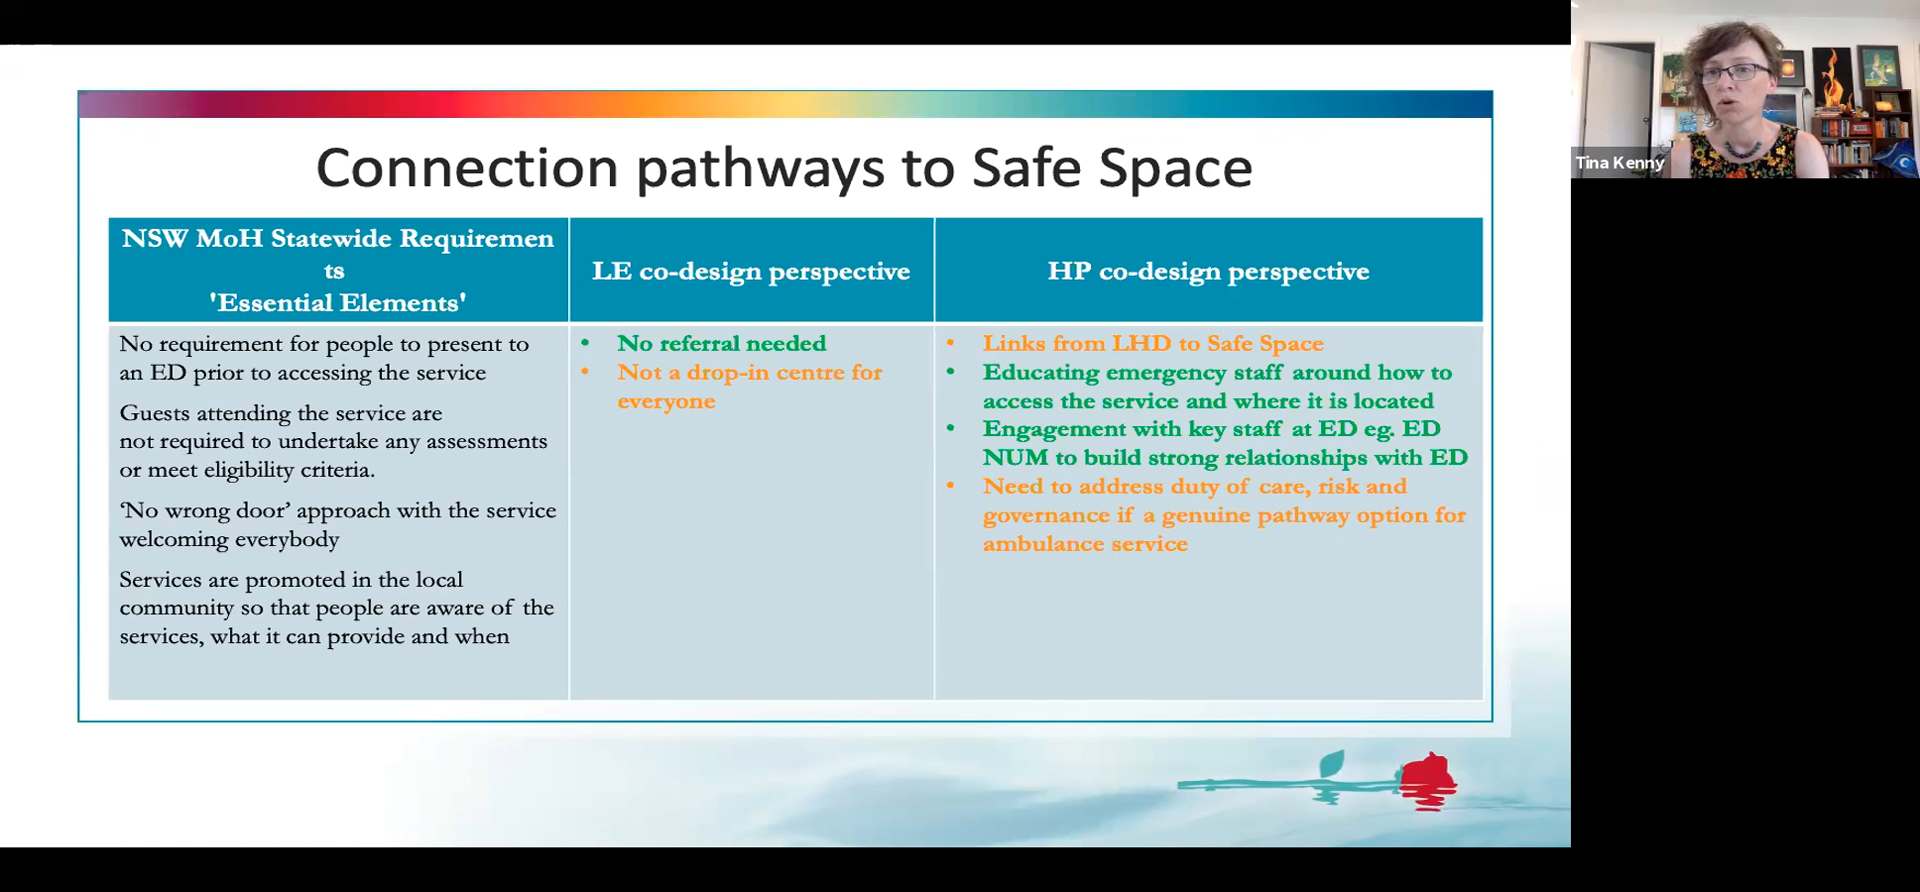 Connection pathways to Safe Space
NSW MoH Statewide Requiremen
ts
'Essential Elements'
LE co-design perspective
HP co-design perspective
No requirement for people to present to
an ED prior to accessing the service
Guests attending the service are
not required to undertake any assessments
or meet eligibility criteria.
‘No wrong door’ approach with the service
welcoming everybody
Services are promoted in the local
community so that people are aware of the
services, what it can provide and when
• No referral needed
• Not a drop-in centre for
everyone
• Links from LHD to Safe Space
• Educating emergency staff around how to
access the service and where it is located
• Engagement with key staff at ED eg. ED
NUM to build strong relationships with ED
• Need to address duty of care, risk and
governance if a genuine pathway option for
ambulance service
Tina Kenny